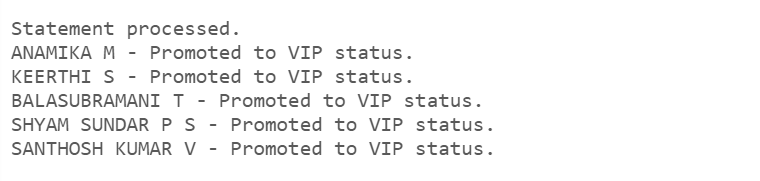 Statement processed.
ANAMIKA M - Promoted to VIP status.
KEERTHI S - Promoted to VIP status.
BALASUBRAMANI T - Promoted to VIP status.
SHYAM SUNDAR P S - Promoted to VIP status.
SANTHOSH KUMAR V - Promoted to VIP status.